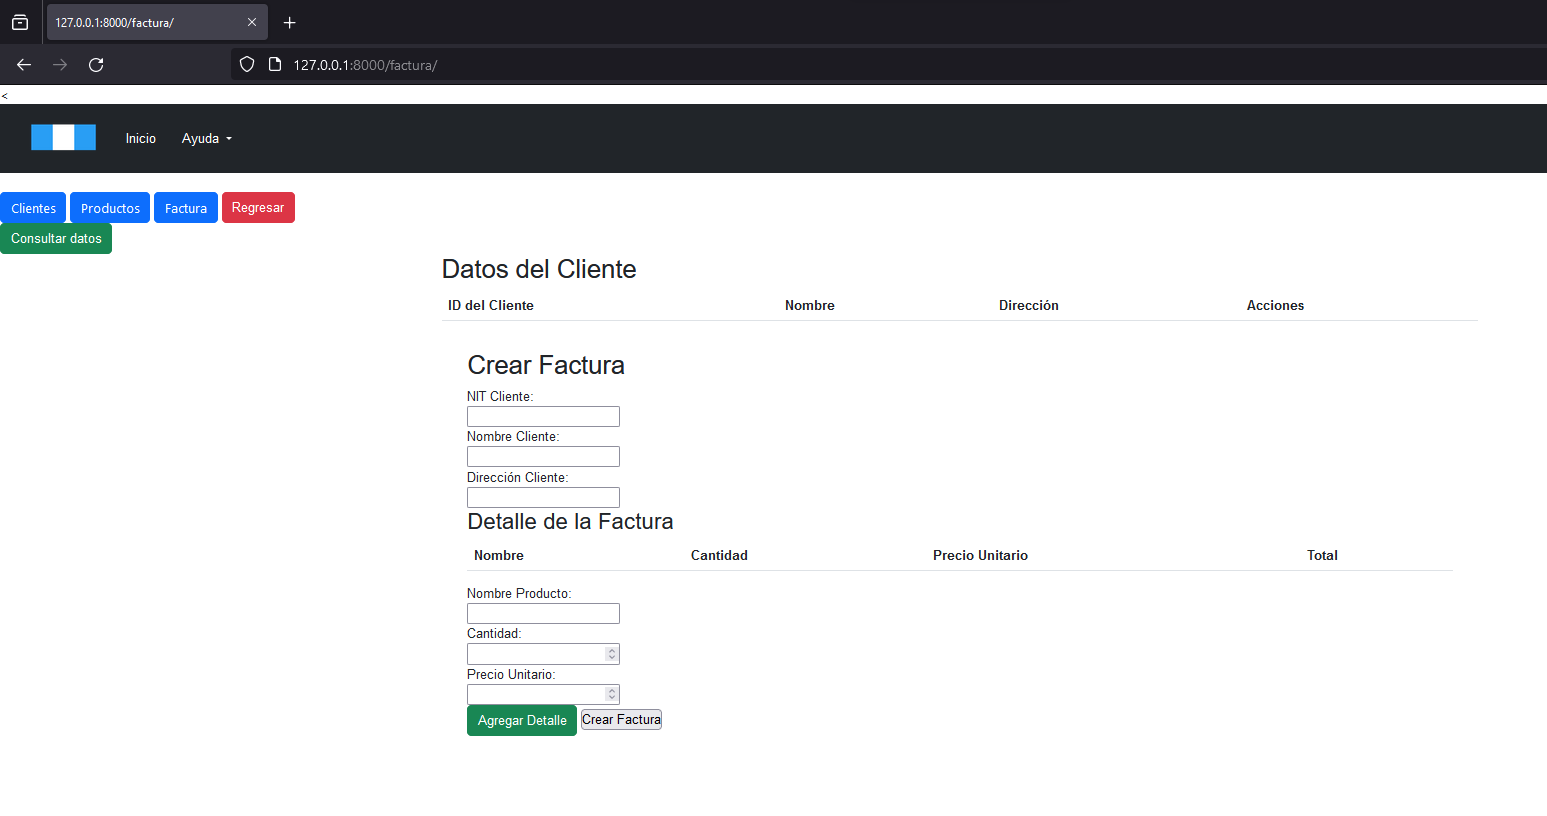 127.0.0.1:8000/factura/
127.0.0.1:8000/factura/
<
Inicio Ayuda
Clientes Productos Factura Regresar
Consultar datos
Datos del Cliente
ID del Cliente Nombre Dirección Acciones
Crear Factura
NIT Cliente:
Nombre Cliente:
Dirección Cliente:
Detalle de la Factura
Nombre Cantidad Precio Unitario Total
Nombre Producto:
Cantidad:
Precio Unitario:
Agregar Detalle Crear Factura